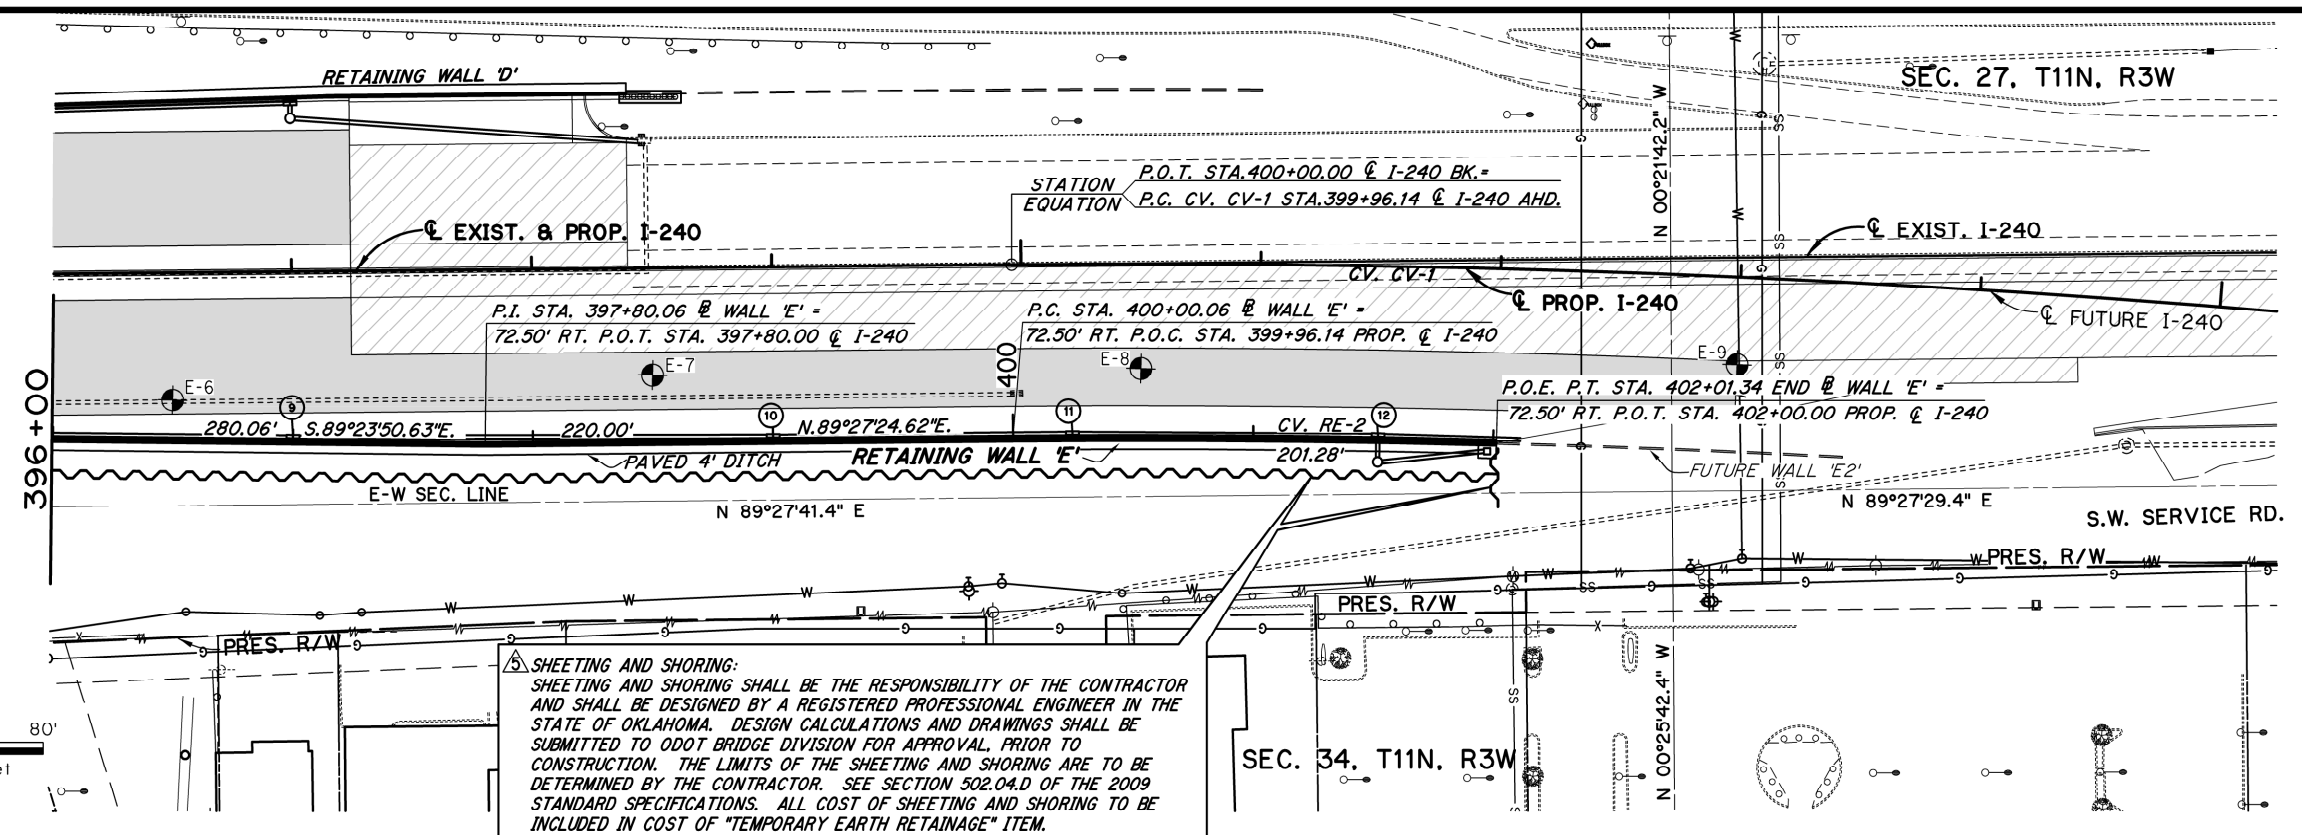 RETAINING WALL 'D'
SEC. 27, T11N, R3W
N 00°21'42.2" W
STATION
EQUATION
P.O.T. STA.400+00.00 ℄ I-240 BK.=
P.C. CV. CV-1 STA.399+96.14 ℄ I-240 AHD.
℄ EXIST. & PROP. I-240
℄ EXIST. I-240
CV. CV-1
℄ PROP. I-240
℄ FUTURE I-240
P.I. STA. 397+80.06 ⅊ WALL 'E' =
72.50' RT. P.O.T. STA. 397+80.00 ℄ I-240
P.C. STA. 400+00.06 ⅊ WALL 'E' =
72.50' RT. P.O.C. STA. 399+96.14 PROP. ℄ I-240
400
396+00
E-6
E-7
E-8
E-9
P.O.E. P.T. STA. 402+01.34 END ⅊ WALL 'E' =
72.50' RT. P.O.T. STA. 402+00.00 PROP. ℄ I-240
9
10
11
12
280.06'
S.89°23'50.63"E.
220.00'
N.89°27'24.62"E.
CV. RE-2
PAVED 4' DITCH
RETAINING WALL 'E'
201.28'
FUTURE WALL 'E2'
E-W SEC. LINE
N 89°27'41.4" E
N 89°27'29.4" E
S.W. SERVICE RD.
G
G
G
G
SS
SS
SS
W
W
W
W
W
W
W
W
PRES. R/W
PRES. R/W
PRES. R/W
G
G
G
G
G
G
G
G
G
G
SS
SS
SS
SS
X
X
80'
5 SHEETING AND SHORING:
SHEETING AND SHORING SHALL BE THE RESPONSIBILITY OF THE CONTRACTOR
AND SHALL BE DESIGNED BY A REGISTERED PROFESSIONAL ENGINEER IN THE
STATE OF OKLAHOMA. DESIGN CALCULATIONS AND DRAWINGS SHALL BE
SUBMITTED TO ODOT BRIDGE DIVISION FOR APPROVAL, PRIOR TO
CONSTRUCTION. THE LIMITS OF THE SHEETING AND SHORING ARE TO BE
DETERMINED BY THE CONTRACTOR. SEE SECTION 502.04.D OF THE 2009
STANDARD SPECIFICATIONS. ALL COST OF SHEETING AND SHORING TO BE
INCLUDED IN COST OF "TEMPORARY EARTH RETAINAGE" ITEM.
SEC. 34, T11N, R3W
N 00°25'42.4" W